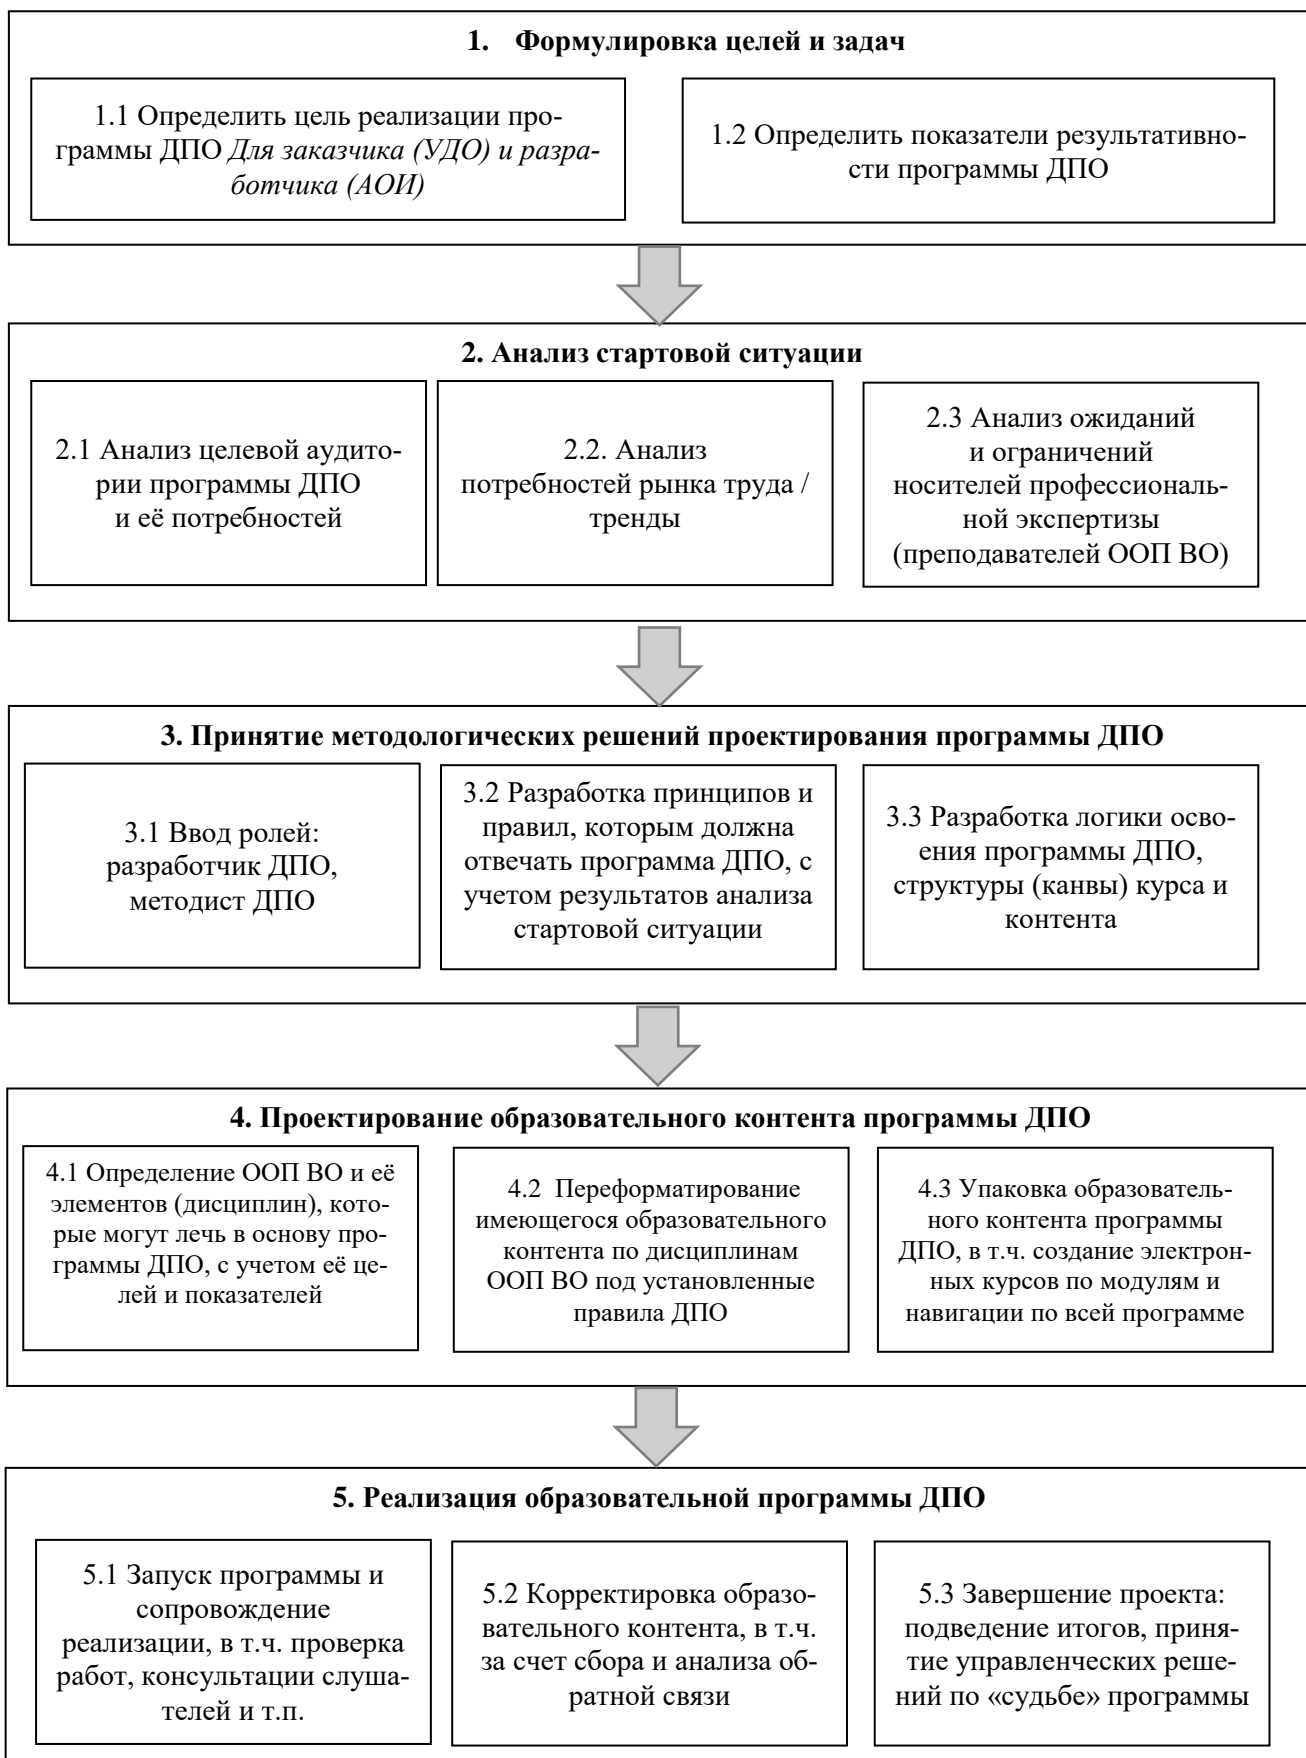 1. Формулировка целей и задач
1.1 Определить цель реализации про-
граммы ДПО Для заказчика (УДО) и разра-
ботчика (АОИ)
1.2 Определить показатели результативно-
сти программы ДПО
2. Анализ стартовой ситуации
2.1 Анализ целевой аудито-
рии программы ДПО
и её потребностей
2.2. Анализ
потребностей рынка труда /
тренды
2.3 Анализ ожиданий
и ограничений
носителей профессиональ-
ной экспертизы
(преподавателей ООП ВО)
3. Принятие методологических решений проектирования программы ДПО
3.1 Ввод ролей:
разработчик ДПО,
методист ДПО
3.2 Разработка принципов и
правил, которым должна
отвечать программа ДПО, с
учетом результатов анализа
стартовой ситуации
3.3 Разработка логики осво-
ения программы ДПО,
структуры (канвы) курса и
контента
4. Проектирование образовательного контента программы ДПО
4.1 Определение ООП ВО и её
элементов (дисциплин), кото-
рые могут лечь в основу про-
граммы ДПО, с учетом её це-
лей и показателей
4.2 Переформатирование
имеющегося образовательного
контента по дисциплинам
ООП ВО под установленные
правила ДПО
4.3 Упаковка образователь-
ного контента программы
ДПО, в т.ч. создание электрон-
ных курсов по модулям и
навигации по всей программе
5. Реализация образовательной программы ДПО
5.1 Запуск программы и
сопровождение
реализации, в т.ч. проверка
работ, консультации слуша-
телей и т.п.
5.2 Корректировка образо-
вательного контента, в т.ч.
за счет сбора и анализа об-
ратной связи
5.3 Завершение проекта:
подведение итогов, приня-
тие управленческих реше-
ний по «судьбе» программы